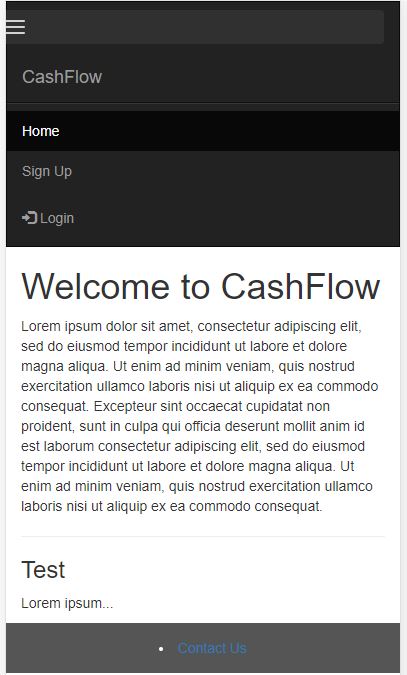 CashFlow
Home
Sign Up
Login
Welcome to CashFlow
Lorem ipsum dolor sit amet, consectetur adipiscing elit,
sed do eiusmod tempor incididunt ut labore et dolore
magna aliqua. Ut enim ad minim veniam, quis nostrud
exercitation ullamco laboris nisi ut aliquip ex ea commodo
consequat. Excepteur sint occaecat cupidatat non
proident, sunt in culpa qui officia deserunt mollit anim id
est laborum consectetur adipiscing elit, sed do eiusmod
tempor incididunt ut labore et dolore magna aliqua. Ut
enim ad minim veniam, quis nostrud exercitation ullamco
laboris nisi ut aliquip ex ea commodo consequat.
Test
Lorem ipsum...
• Contact Us